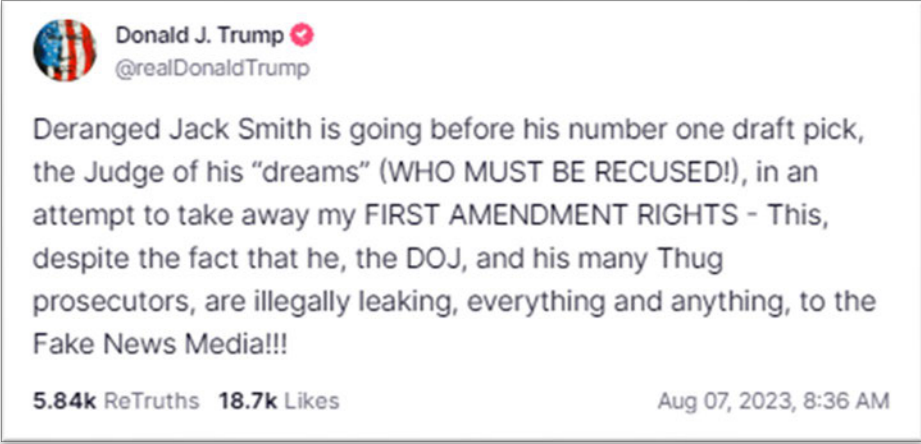 Donald J. Trump
@realDonaldTrump
Deranged Jack Smith is going before his number one draft pick,
the Judge of his “dreams” (WHO MUST BE RECUSED!), in an
attempt to take away my FIRST AMENDMENT RIGHTS - This,
despite the fact that he, the DOJ, and his many Thug
prosecutors, are illegally leaking, everything and anything, to the
Fake News Media!!!
5.84k ReTruths 18.7k Likes Aug 07, 2023, 8:36 AM